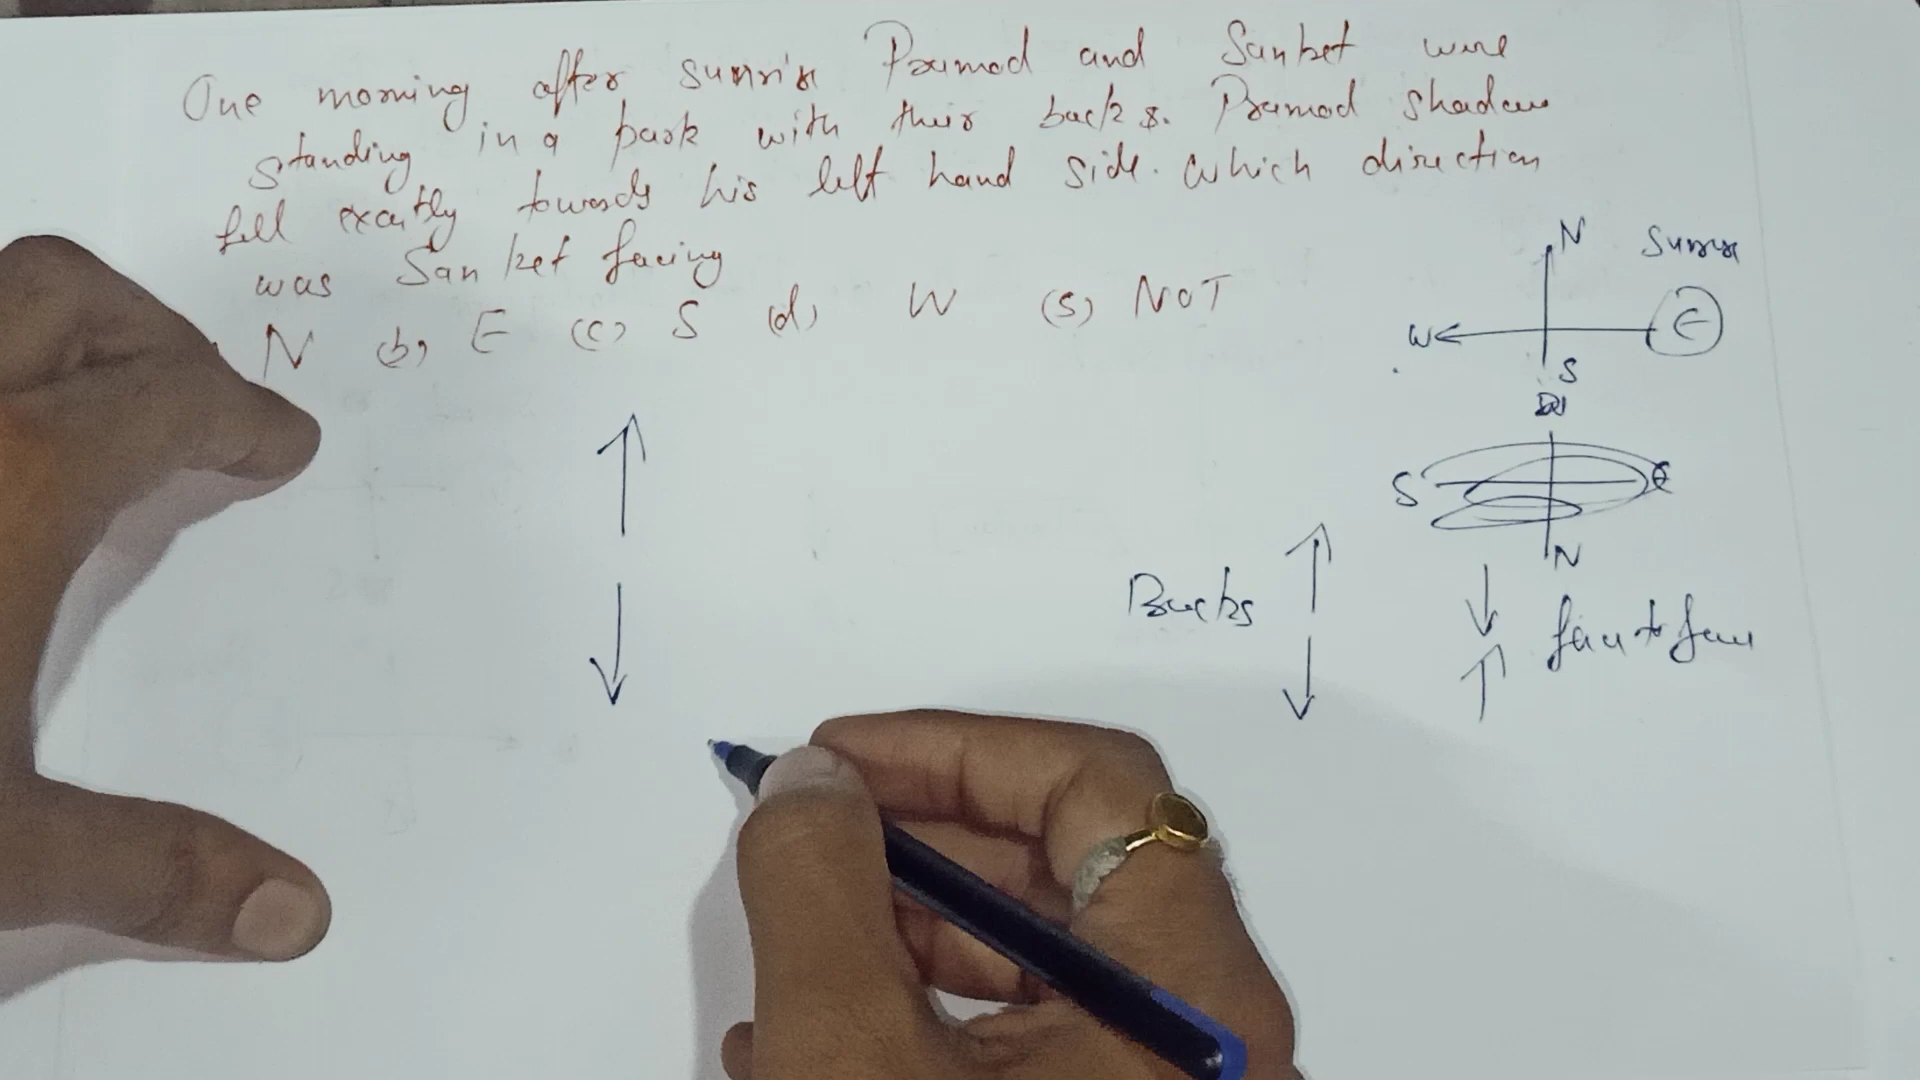 One morning after sunrise Pramod and Sanket were
standing in a park with their backs. Pramod shadow
fell exactly towards his left hand side. Which direction
was Sanket facing
N (b) E (c) S (d) W (s) NOT
N Sunrise
W E
S
S E
N
Backs
face to face